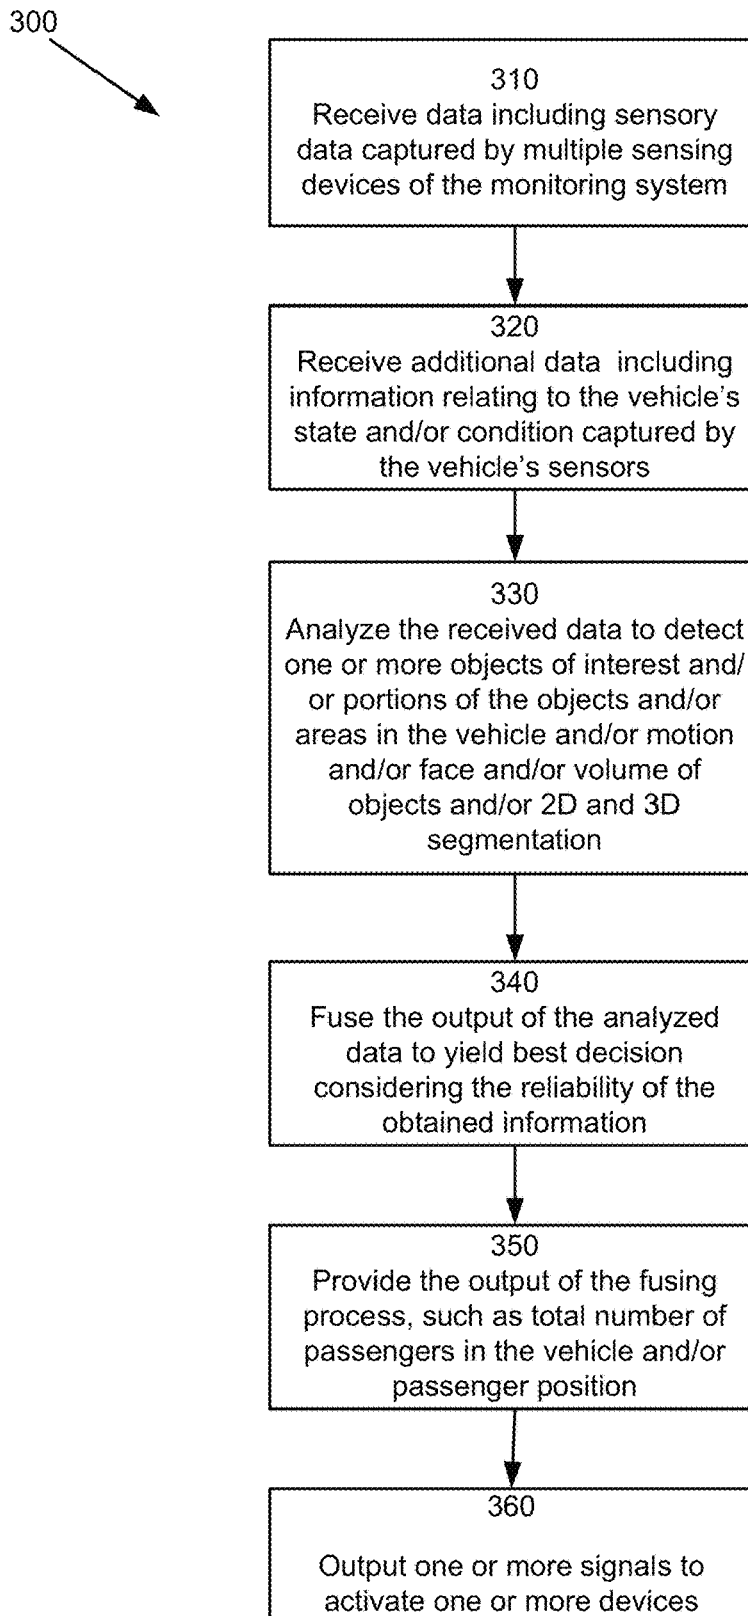 300
310
Receive data including sensory
data captured by multiple sensing
devices of the monitoring system
320
Receive additional data including
information relating to the vehicle's
state and/or condition captured by
the vehicle's sensors
330
Analyze the received data to detect
one or more objects of interest and/
or portions of the objects and/or
areas in the vehicle and/or motion
and/or face and/or volume of
objects and/or 2D and 3D
segmentation
340
Fuse the output of the analyzed
data to yield best decision
considering the reliability of the
obtained information
350
Provide the output of the fusing
process, such as total number of
passengers in the vehicle and/or
passenger position
360
Output one or more signals to
activate one or more devices